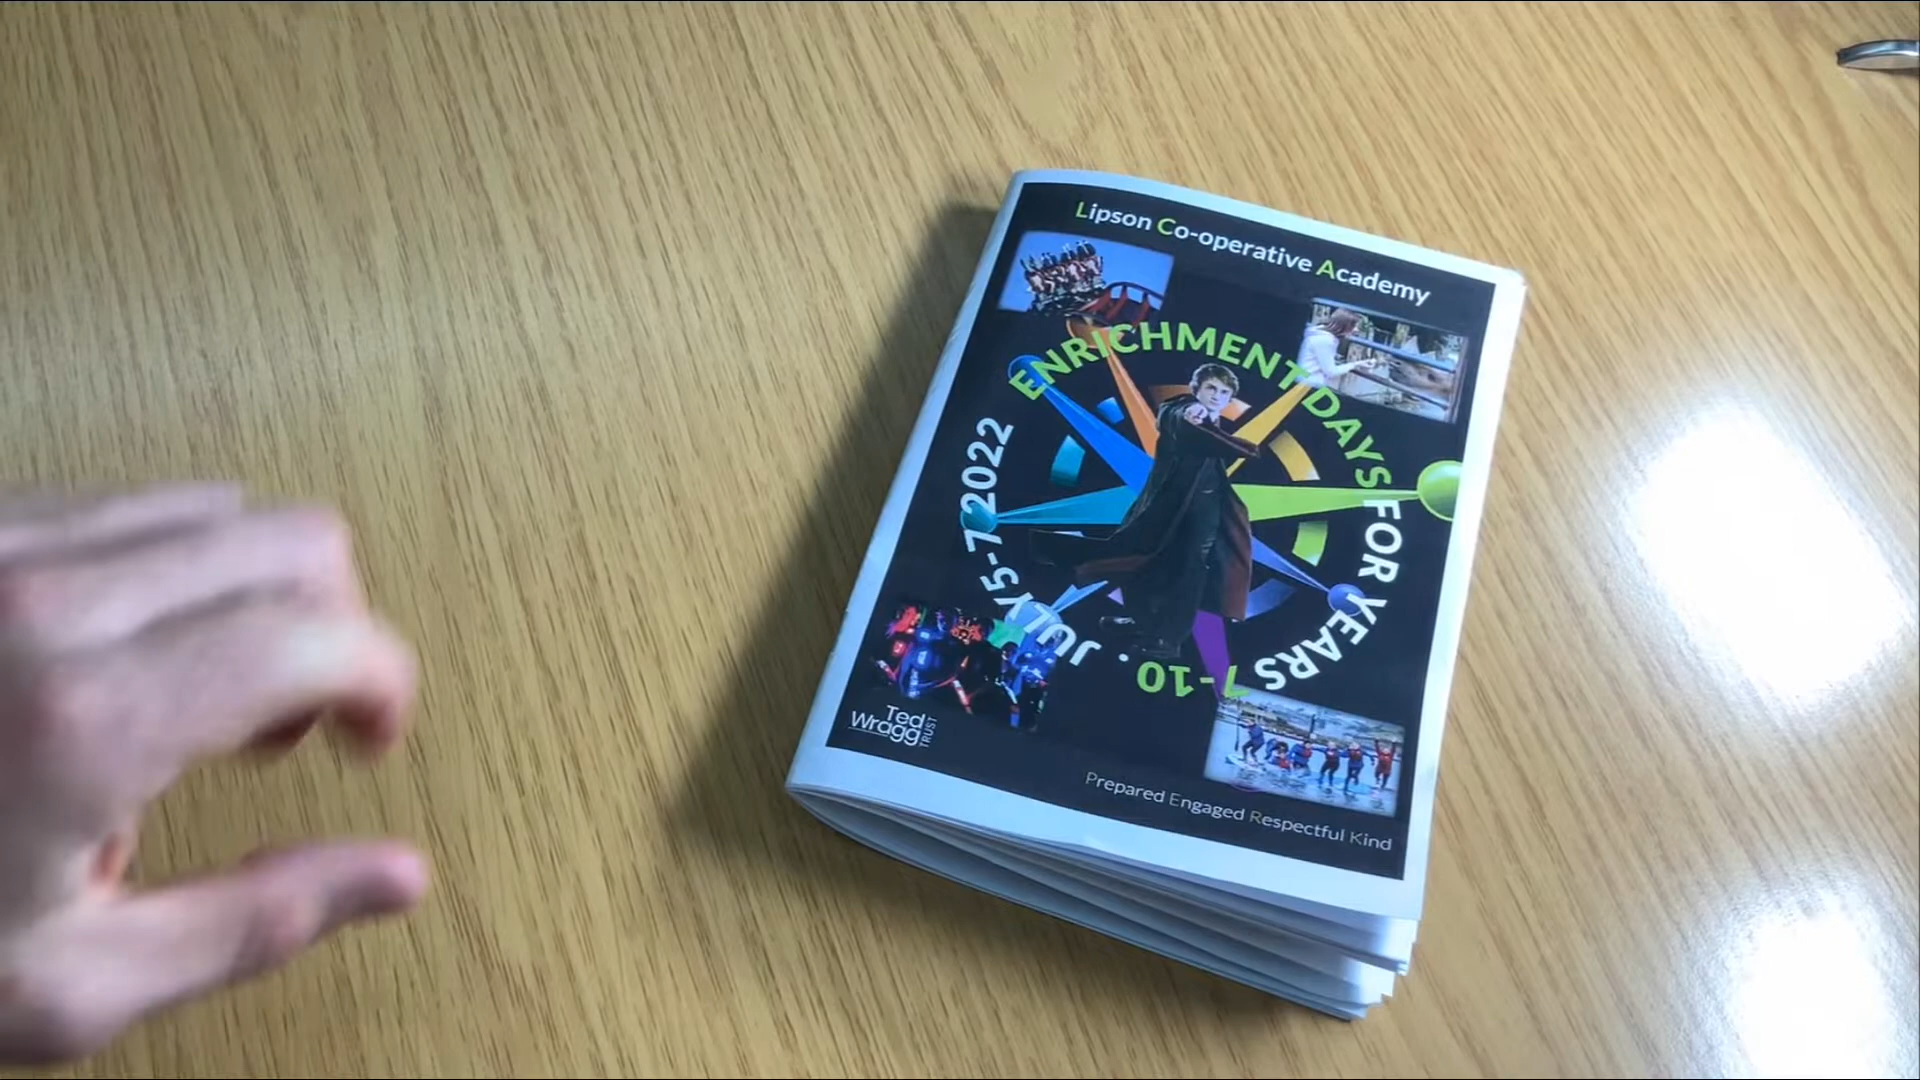 Lipson Co-operative Academy
ENRICHMENT DAYS FOR YEARS 7-10 . JULY 5-7 2022
Ted
Wragg
TRUST
Prepared Engaged Respectful Kind